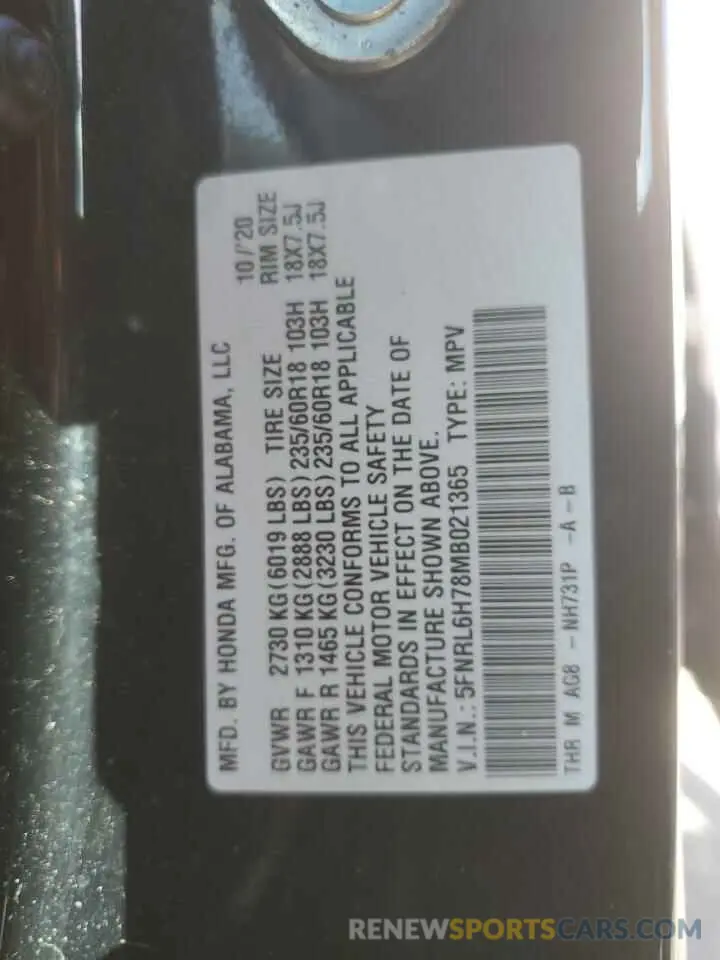 MFD. BY HONDA MFG. OF ALABAMA, LLC 10/'20
GVWR 2730 KG (6019 LBS) TIRE SIZE RIM SIZE
GAWR F 1310 KG (2888 LBS) 235/60R18 103H 18X7.5J
GAWR R 1465 KG (3230 LBS) 235/60R18 103H 18X7.5J
THIS VEHICLE CONFORMS TO ALL APPLICABLE
FEDERAL MOTOR VEHICLE SAFETY
STANDARDS IN EFFECT ON THE DATE OF
MANUFACTURE SHOWN ABOVE.
V.I.N.: 5FNRL6H78MB021365 TYPE: MPV
THR M AG8 - NH731P -A-B
RENEWSPORTSCARS.COM